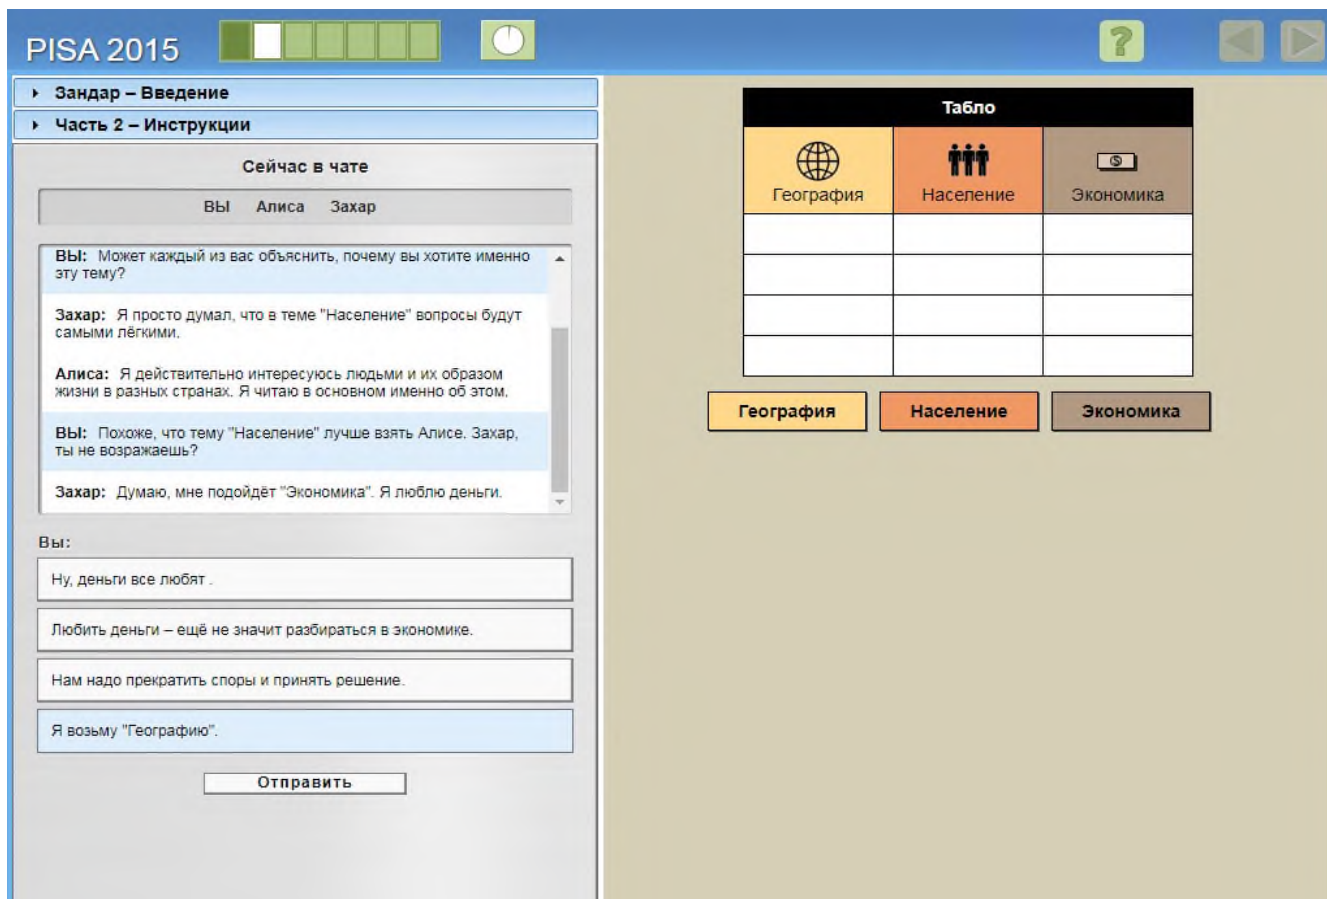 PISA 2015
Зандар – Введение
Часть 2 – Инструкции
Сейчас в чате
ВЫ Алиса Захар
ВЫ: Может каждый из вас объяснить, почему вы хотите именно
эту тему?
Захар: Я просто думал, что в теме "Население" вопросы будут
самыми лёгкими.
Алиса: Я действительно интересуюсь людьми и их образом
жизни в разных странах. Я читаю в основном именно об этом.
ВЫ: Похоже, что тему "Население" лучше взять Алисе. Захар,
ты не возражаешь?
Захар: Думаю, мне подойдёт "Экономика". Я люблю деньги.
Вы:
Ну, деньги все любят .
Любить деньги – ещё не значит разбираться в экономике.
Нам надо прекратить споры и принять решение.
Я возьму "Географию".
Отправить
?
Табло
География Население Экономика
География Население Экономика